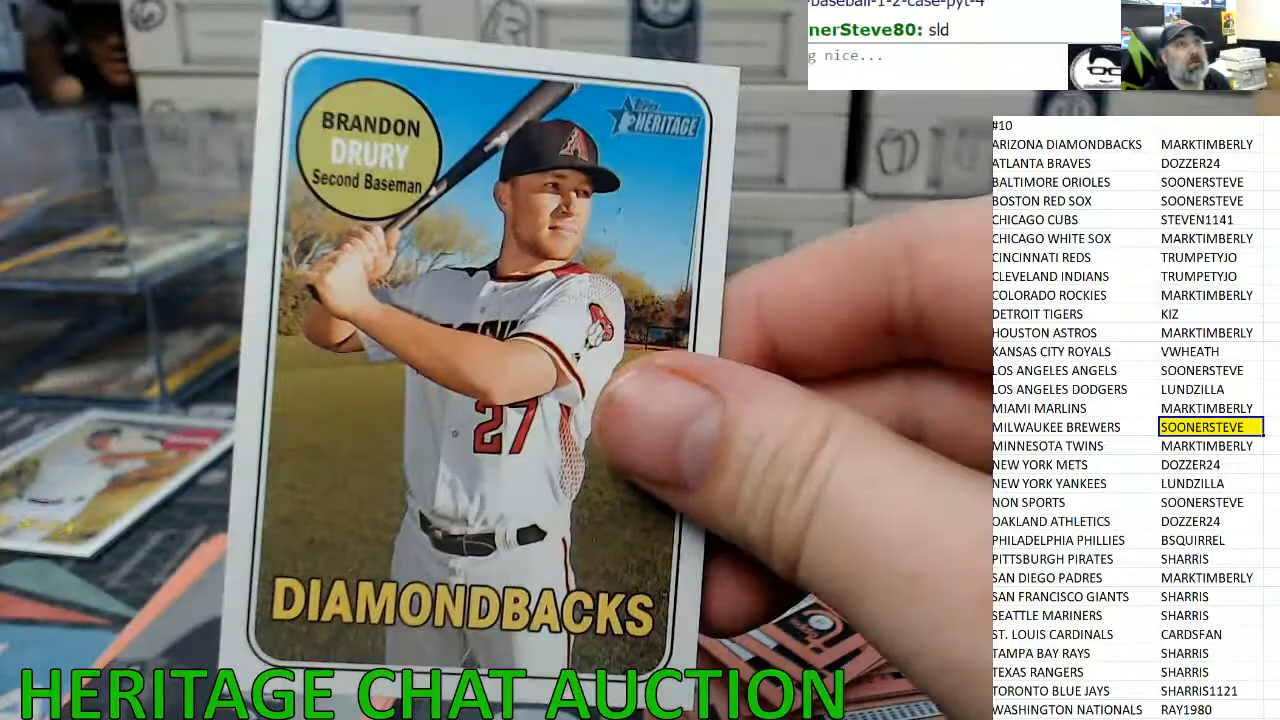 -baseball-1-2-case-pyt-4
nerSteve80: sld
g nice...
BRANDON
DRURY
Second Baseman
Topps
HERITAGE
27
DIAMONDBACKS
HERITAGE CHAT AUCTION
#10
ARIZONA DIAMONDBACKS MARKTIMBERLY
ATLANTA BRAVES DOZZER24
BALTIMORE ORIOLES SOONERSTEVE
BOSTON RED SOX SOONERSTEVE
CHICAGO CUBS STEVEN1141
CHICAGO WHITE SOX MARKTIMBERLY
CINCINNATI REDS TRUMPETYJO
CLEVELAND INDIANS TRUMPETYJO
COLORADO ROCKIES MARKTIMBERLY
DETROIT TIGERS KIZ
HOUSTON ASTROS MARKTIMBERLY
KANSAS CITY ROYALS VWHEATH
LOS ANGELES ANGELS SOONERSTEVE
LOS ANGELES DODGERS LUNDZILLA
MIAMI MARLINS MARKTIMBERLY
MILWAUKEE BREWERS SOONERSTEVE
MINNESOTA TWINS MARKTIMBERLY
NEW YORK METS DOZZER24
NEW YORK YANKEES LUNDZILLA
NON SPORTS SOONERSTEVE
OAKLAND ATHLETICS DOZZER24
PHILADELPHIA PHILLIES BSQUIRREL
PITTSBURGH PIRATES SHARRIS
SAN DIEGO PADRES MARKTIMBERLY
SAN FRANCISCO GIANTS SHARRIS
SEATTLE MARINERS SHARRIS
ST. LOUIS CARDINALS CARDSFAN
TAMPA BAY RAYS SHARRIS
TEXAS RANGERS SHARRIS
TORONTO BLUE JAYS SHARRIS1121
WASHINGTON NATIONALS RAY1980